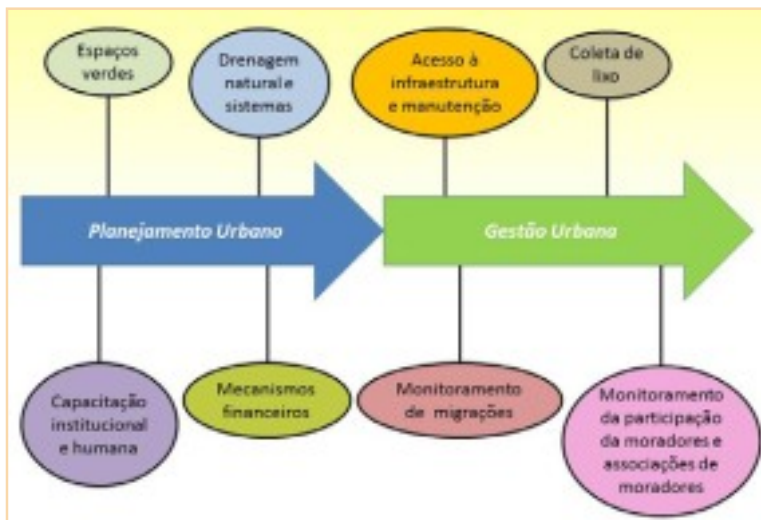 Espaços
verdes
Drenagem
natural e
sistemas
Acesso à
infraestrutura
e manutenção
Coleta de
lixo
Planejamento Urbano
Gestão Urbana
Capacitação
institucional
e humana
Mecanismos
financeiros
Monitoramento
de migrações
Monitoramento
da participação
da moradores e
associações de
moradores